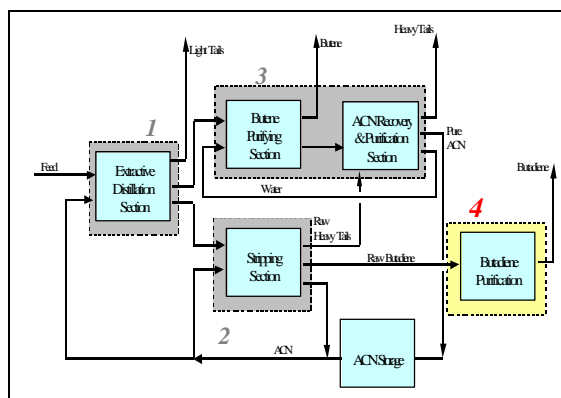 Heavy Tails
Light Tails
Butene
3
1
Butene
Purifying
Section
ACN Recovery
& Purification
Section
Pure
ACN
Feed
Extractive
Distillation
Section
Water
Butadiene
4
Raw
Heavy Tails
Stripping
Section
Raw Butadiene
Butadiene
Purification
2
ACN
ACN Storage